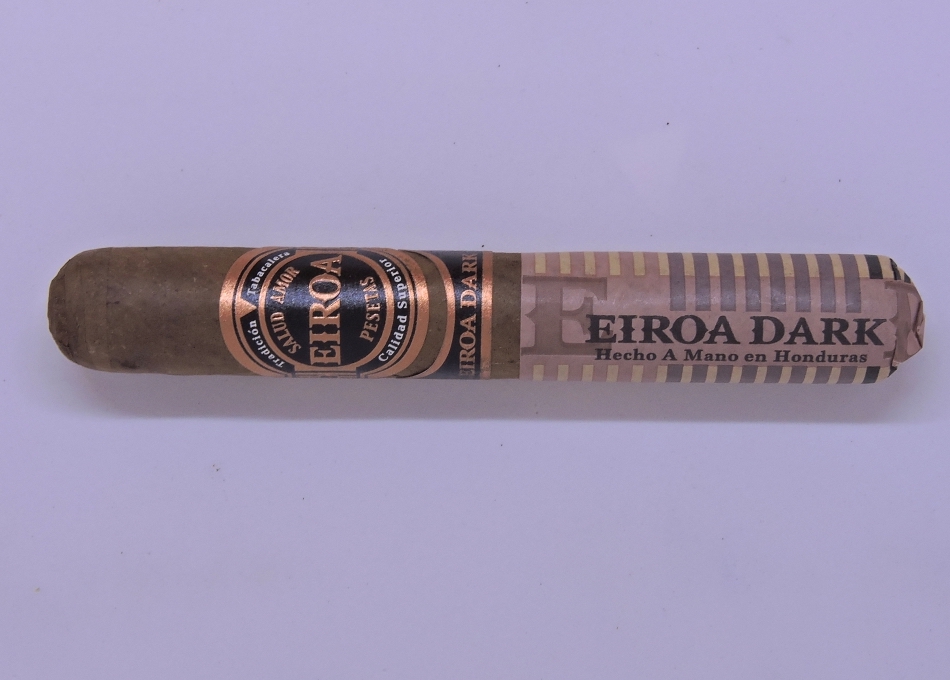 Tabacalera
Tradición
SALUD AMOR
EIROA
PESETAS
Calidad Superior
EIROA DARK
E
EIROA DARK
Hecho A Mano en Honduras